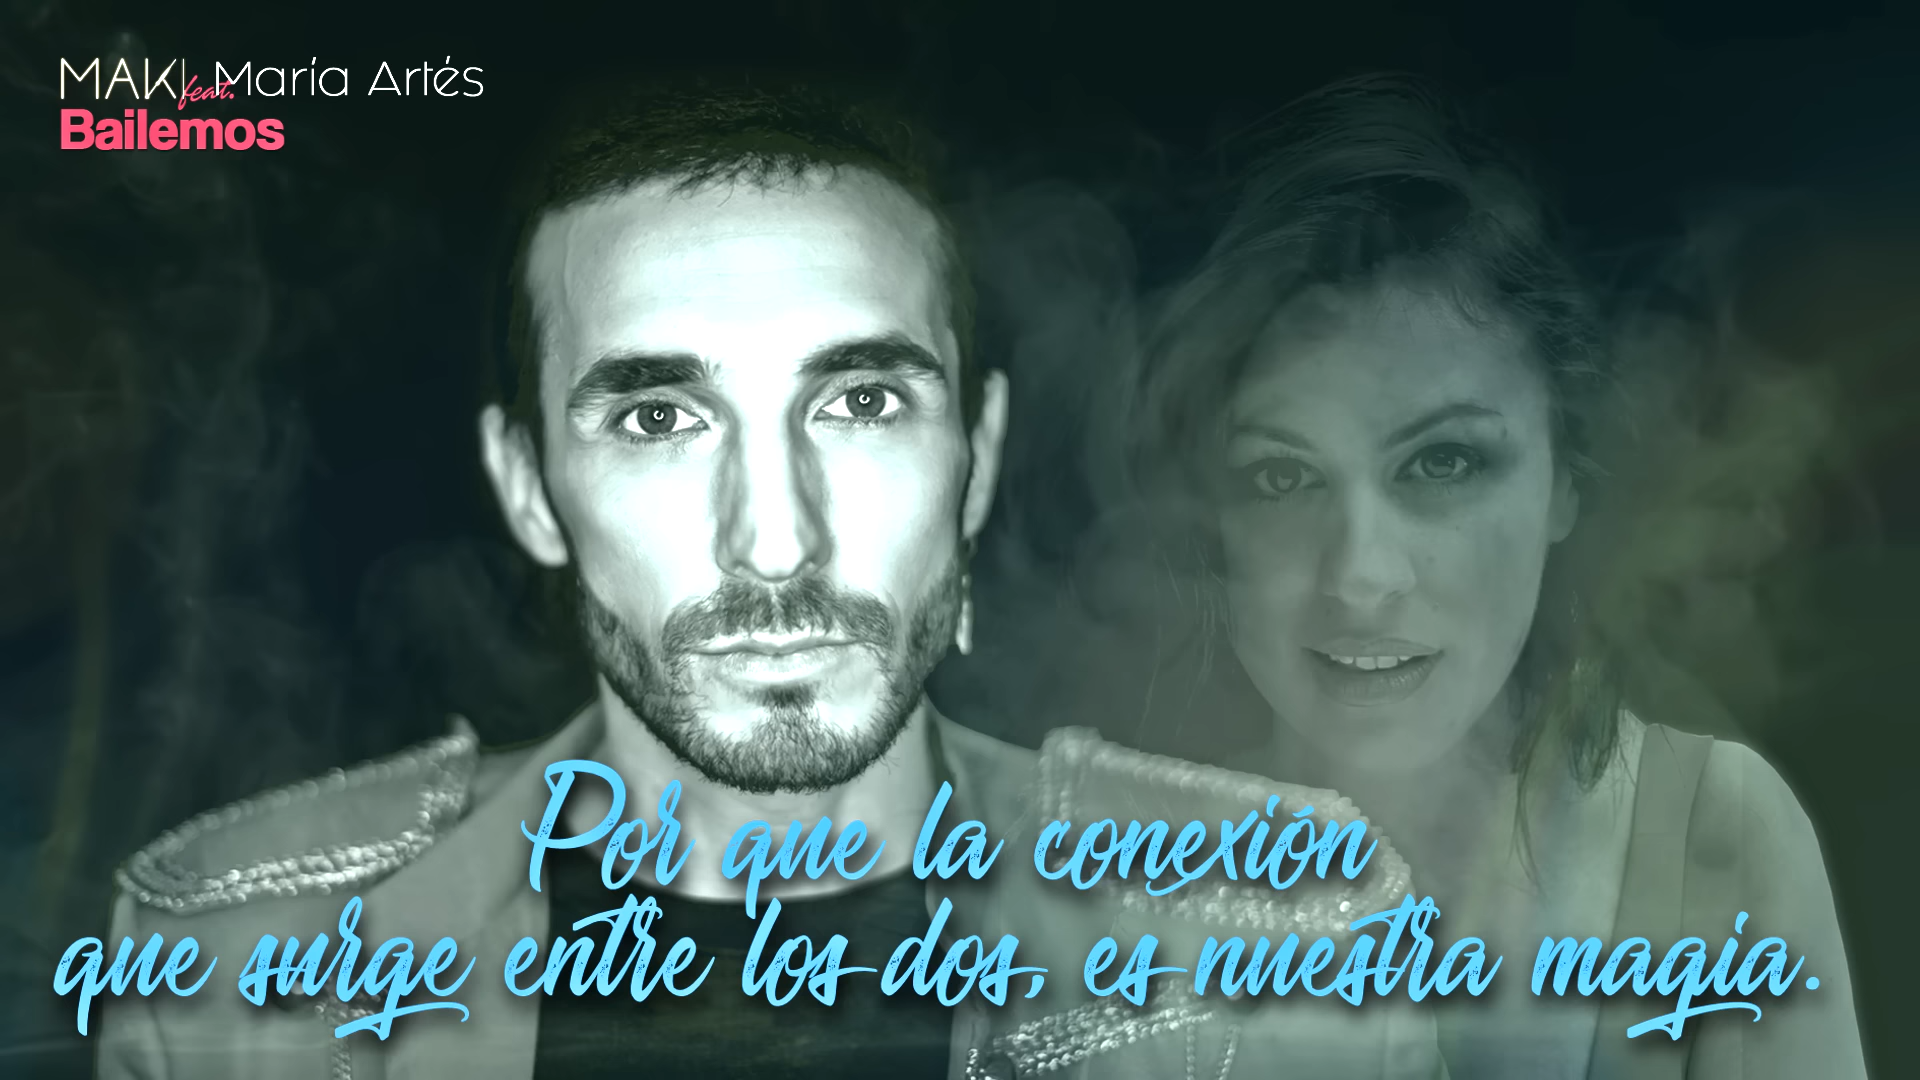 MAKI feat. María Artés
Bailemos
Por que la conexión
que surge entre los dos, es nuestra magia.